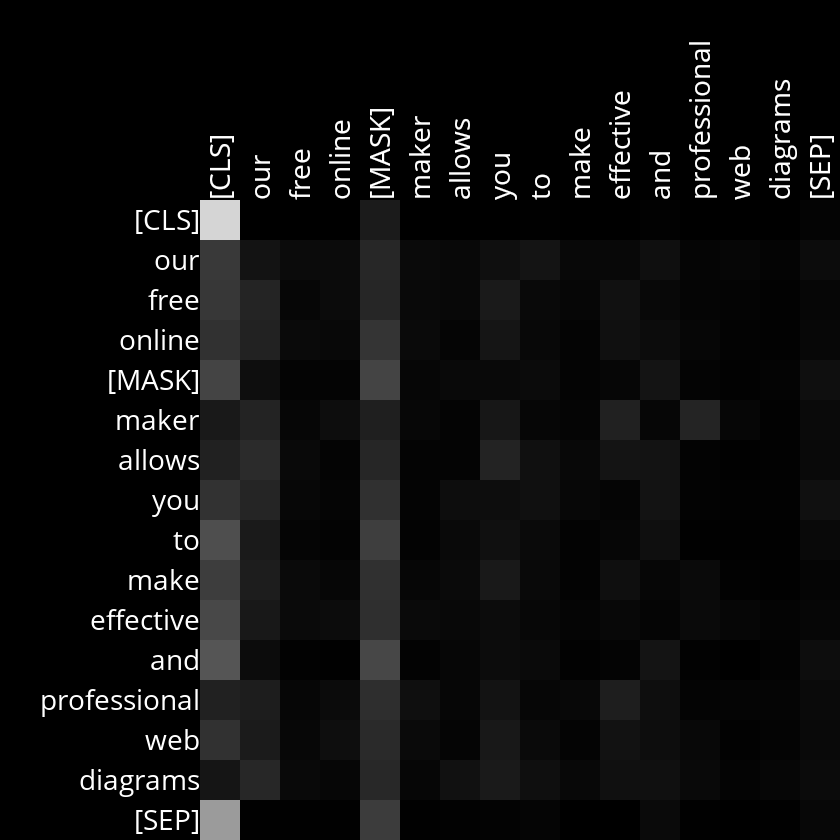 [CLS] our free online [MASK] maker allows you to make effective and professional web diagrams [SEP]
[CLS]
our
free
online
[MASK]
maker
allows
you
to
make
effective
and
professional
web
diagrams
[SEP]